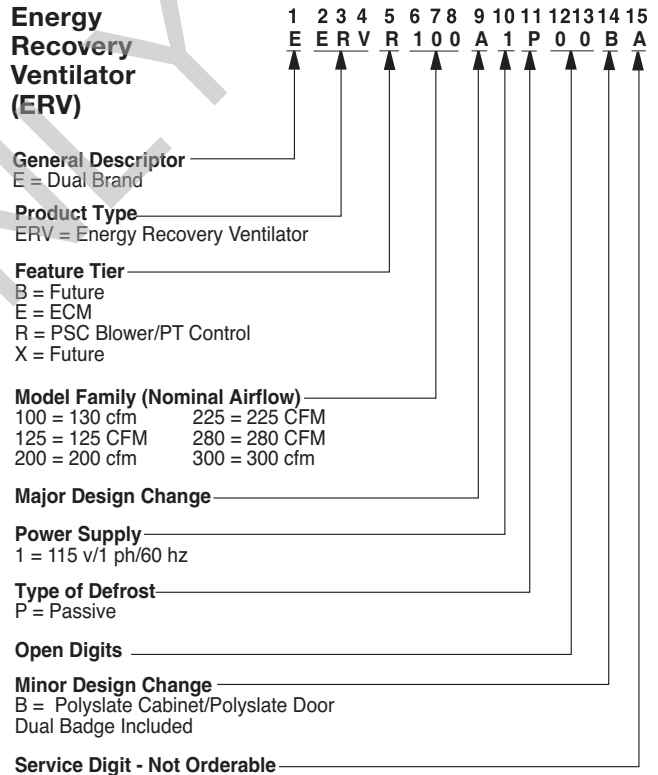 Energy
Recovery
Ventilator
(ERV)
1 2 3 4 5 6 7 8 9 10 11 12 13 14 15
E E R V R 1 0 0 A 1 P 0 0 B A
General Descriptor
E = Dual Brand
Product Type
ERV = Energy Recovery Ventilator
Feature Tier
B = Future
E = ECM
R = PSC Blower/PT Control
X = Future
Model Family (Nominal Airflow)
100 = 130 cfm 225 = 225 CFM
125 = 125 CFM 280 = 280 CFM
200 = 200 cfm 300 = 300 cfm
Major Design Change
Power Supply
1 = 115 v/1 ph/60 hz
Type of Defrost
P = Passive
Open Digits
Minor Design Change
B = Polyslate Cabinet/Polyslate Door
Dual Badge Included
Service Digit - Not Orderable
NLY